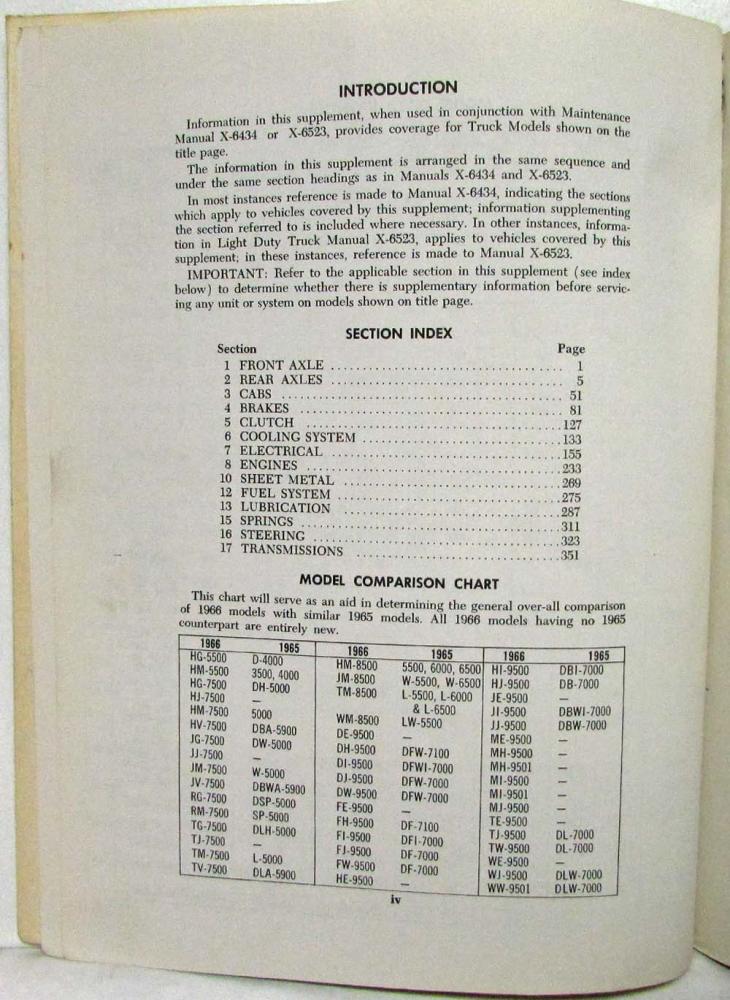 INTRODUCTION
Information in this supplement, when used in conjunction with Maintenance
Manual X-6434 or X-6523, provides coverage for Truck Models shown on the
title page.
The information in this supplement is arranged in the same sequence and
under the same section headings as in Manuals X-6434 and X-6523.
In most instances reference is made to Manual X-6434, indicating the sections
which apply to vehicles covered by this supplement; information supplementing
the section referred to is included where necessary. In other instances, informa-
tion in Light Duty Truck Manual X-6523, applies to vehicles covered by this
supplement; in these instances, reference is made to Manual X-6523.
IMPORTANT: Refer to the applicable section in this supplement (see index
below) to determine whether there is supplementary information before servic-
ing any unit or system on models shown on title page.
SECTION INDEX
Section Page
1 FRONT AXLE .................................... 1
2 REAR AXLES .................................... 5
3 CABS .................................... 51
4 BRAKES .................................... 81
5 CLUTCH .................................... 127
6 COOLING SYSTEM .................................... 133
7 ELECTRICAL .................................... 155
8 ENGINES .................................... 233
10 SHEET METAL .................................... 269
12 FUEL SYSTEM .................................... 275
13 LUBRICATION .................................... 287
15 SPRINGS .................................... 311
16 STEERING .................................... 323
17 TRANSMISSIONS .................................... 351
MODEL COMPARISON CHART
This chart will serve as an aid in determining the general over-all comparison
of 1966 models with similar 1965 models. All 1966 models having no 1965
counterpart are entirely new.
1966 1965
HG-5500 D-4000
HM-5500 3500, 4000
HG-7500 DH-5000
HJ-7500 —
HM-7500 5000
HV-7500 DBA-5900
JG-7500 DW-5000
JJ-7500 —
JM-7500 W-5000
JV-7500 DBWA-5900
RG-7500 DSP-5000
RM-7500 SP-5000
TG-7500 DLH-5000
TJ-7500 —
TM-7500 L-5000
TV-7500 DLA-5900
1966 1965
HM-8500 5500, 6000, 6500
JM-8500 W-5500, W-6500
TM-8500 L-5500, L-6000
& L-6500
WM-8500 LW-5500
DE-9500 —
DH-9500 DFW-7100
DI-9500 DFWI-7000
DJ-9500 DFW-7000
DW-9500 DFW-7000
FE-9500 —
FH-9500 DF-7100
FI-9500 DFI-7000
FJ-9500 DF-7000
FW-9500 DF-7000
HE-9500 —
1966 1965
HI-9500 DBI-7000
HJ-9500 DB-7000
JE-9500 —
JI-9500 DBWI-7000
JJ-9500 DBW-7000
ME-9500 —
MH-9500 —
MH-9501 —
MI-9500 —
MI-9501 —
MJ-9500 —
TE-9500 —
TJ-9500 DL-7000
TW-9500 DL-7000
WE-9500 —
WJ-9500 DLW-7000
WW-9501 DLW-7000
iv